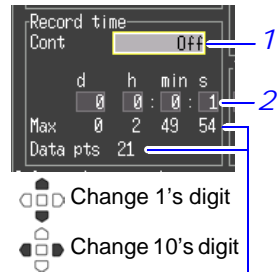 Record time
Cont Off 1
d h min s
0 0 : 0 : 1 2
Max 0 2 49 54
Data pts 21
Change 1's digit
Change 10's digit